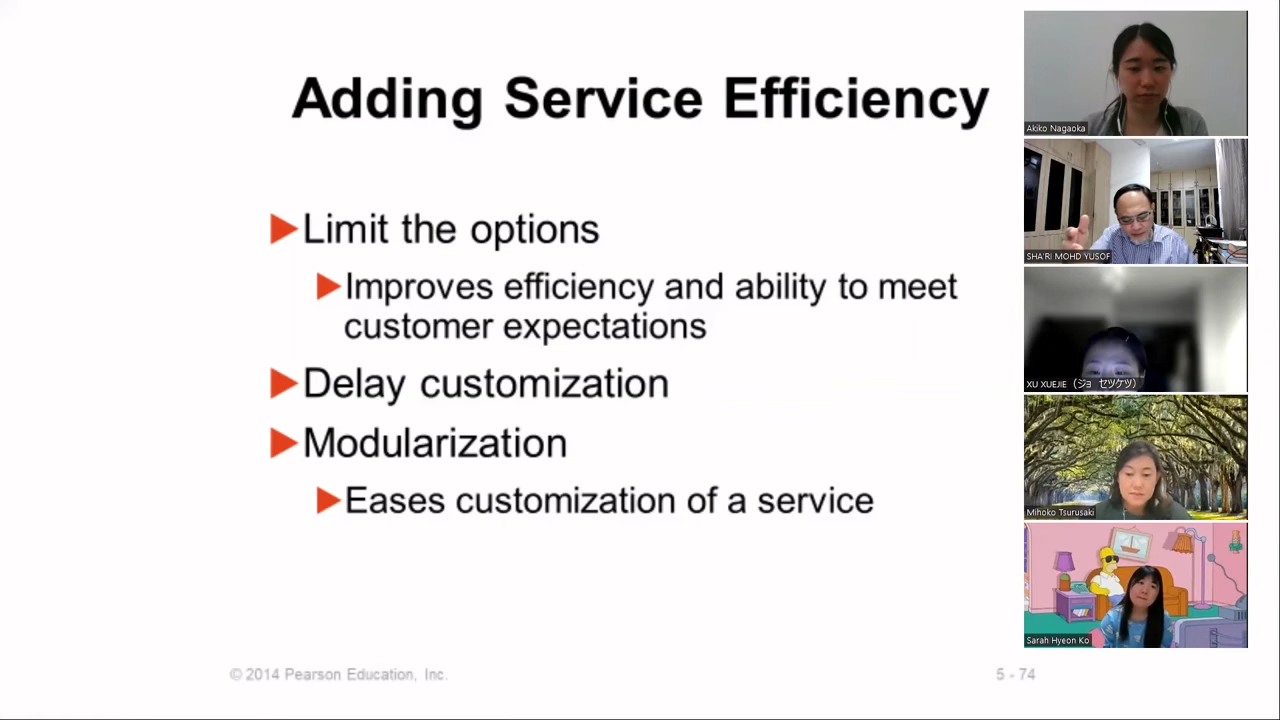 Adding Service Efficiency
Limit the options
Improves efficiency and ability to meet
customer expectations
Delay customization
Modularization
Eases customization of a service
© 2014 Pearson Education, Inc.
5 - 74
Akiko Nagaoka
SHA'RI MOHD YUSOF
XU XUEJIE（ジョ　セツケツ）
Mihoko Tsurusaki
Sarah Hyeon Ko